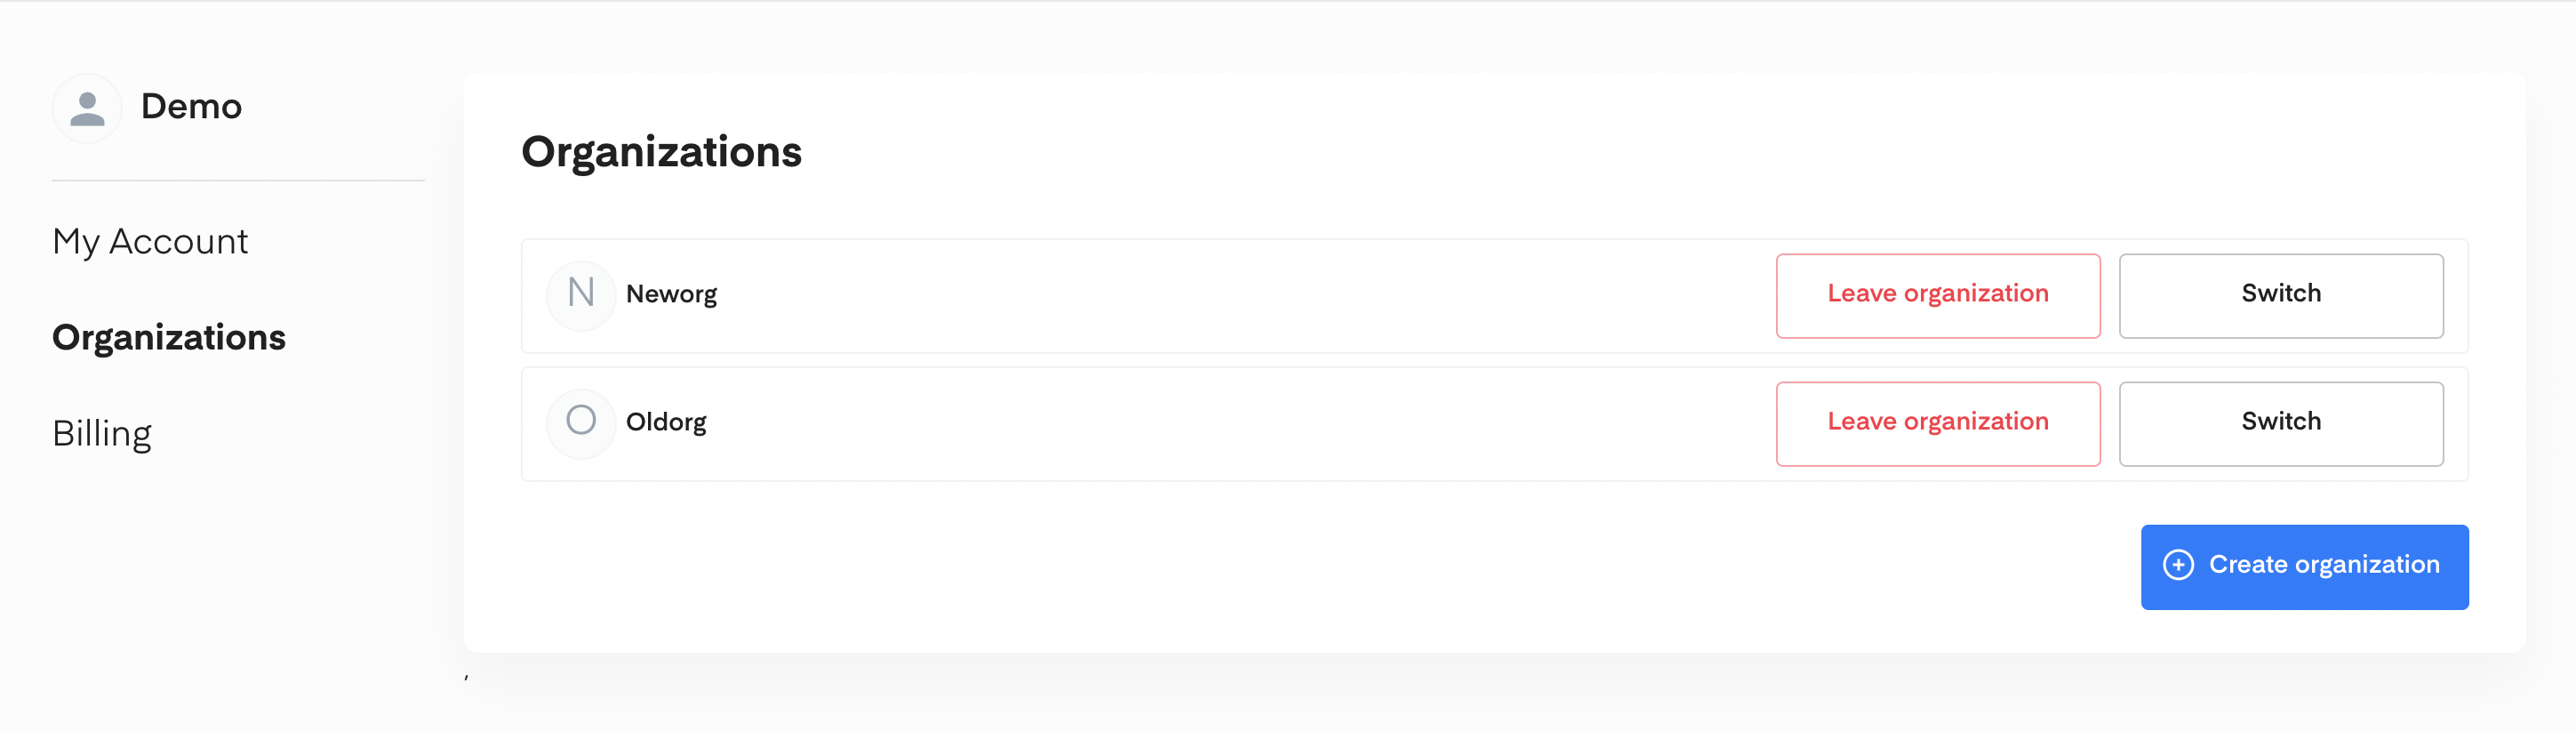 Demo
My Account
Organizations
Billing
Organizations
N Neworg Leave organization Switch
O Oldorg Leave organization Switch
Create organization
,